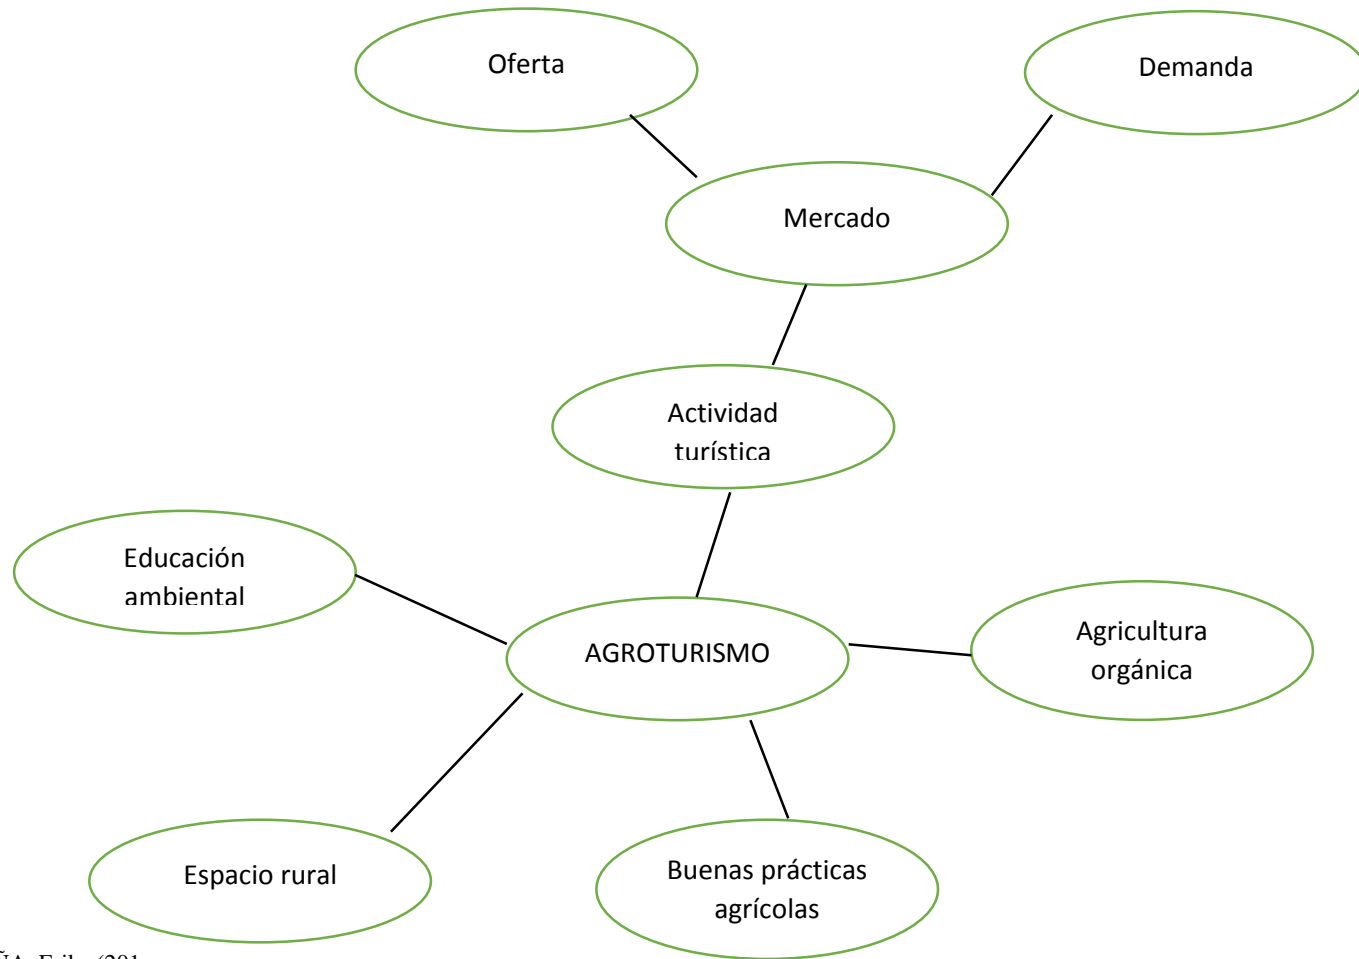 Oferta
Demanda
Mercado
Actividad
turística
Educación
ambiental
AGROTURISMO
Agricultura
orgánica
Espacio rural
Buenas prácticas
agrícolas